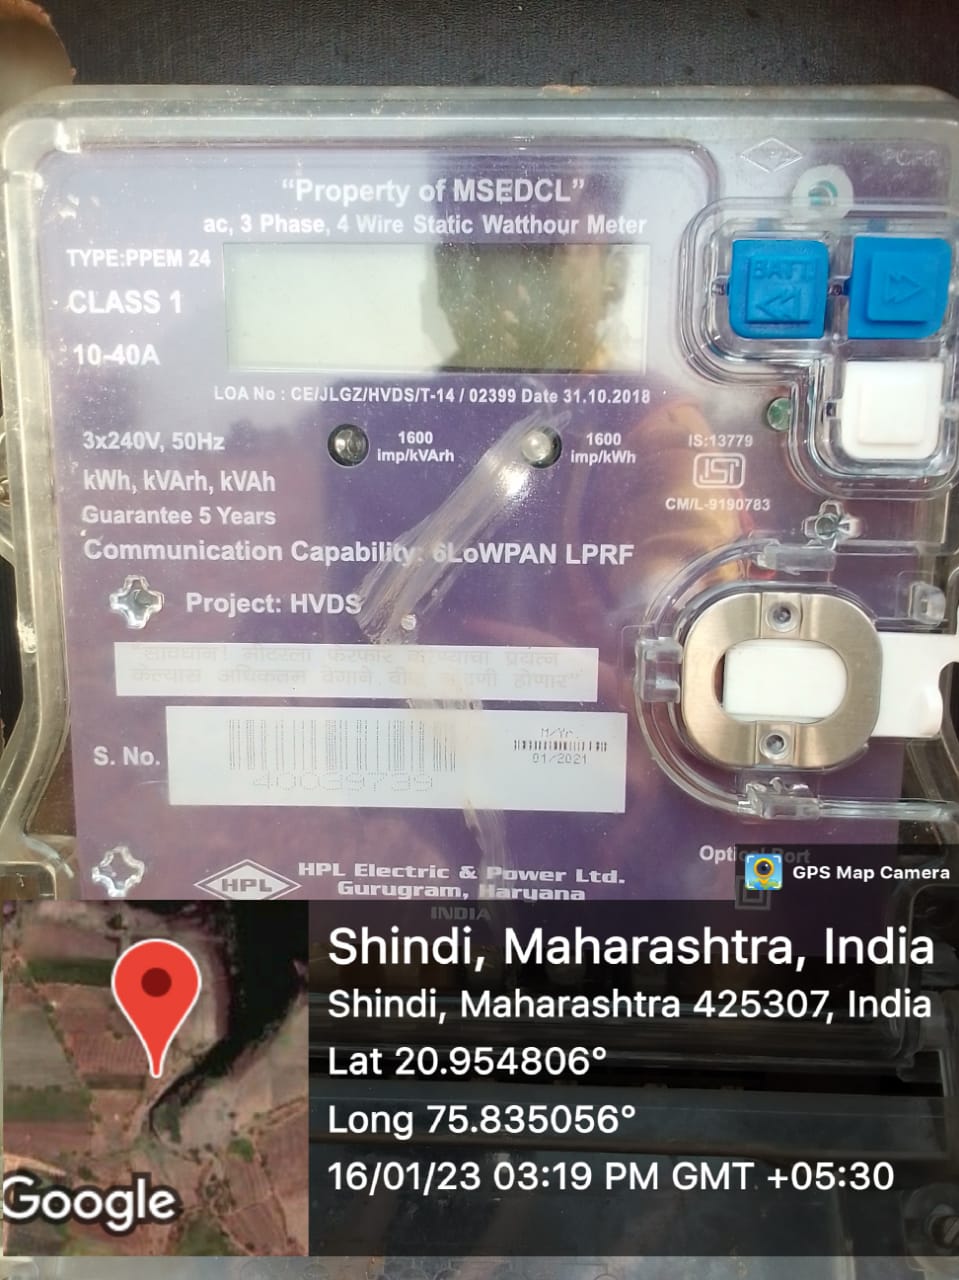 "Property of MSEDCL"
ac, 3 Phase, 4 Wire Static Watthour Meter
TYPE:PPEM 24
CLASS 1
10-40A
BATT.
LOA No : CE/JLGZ/HVDS/T-14 / 02399 Date 31.10.2018
3x240V, 50Hz
1600
imp/kVArh
1600
imp/kWh
IS:13779
ISI
CM/L-9190783
kWh, kVArh, kVAh
Guarantee 5 Years
Communication Capability: 6LoWPAN LPRF
Project: HVDS
"सावधान! मीटरला फेरफार करण्याचा प्रयत्न
केल्यास अधिकतम वेगाने होणार"
S. No.
40039739
M/Yr.
01/2021
HPL
HPL Electric & Power Ltd.
Gurugram, Haryana
INDIA
Optical Port
GPS Map Camera
Shindi, Maharashtra, India
Shindi, Maharashtra 425307, India
Lat 20.954806°
Long 75.835056°
16/01/23 03:19 PM GMT +05:30
Google